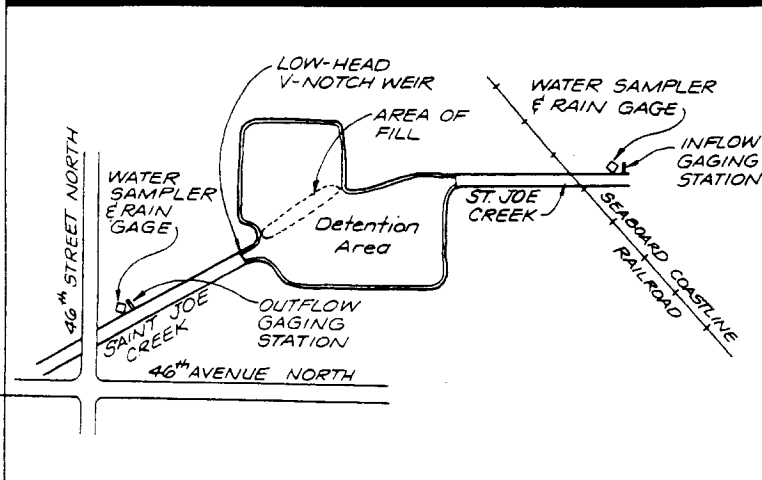 LOW-HEAD
V-NOTCH WEIR
AREA OF
FILL
WATER SAMPLER
& RAIN GAGE
INFLOW
GAGING
STATION
46th STREET NORTH
WATER
SAMPLER
& RAIN
GAGE
Detention
Area
ST. JOE
CREEK
SEABOARD COASTLINE
RAILROAD
SAINT JOE
CREEK
OUTFLOW
GAGING
STATION
46th AVENUE NORTH